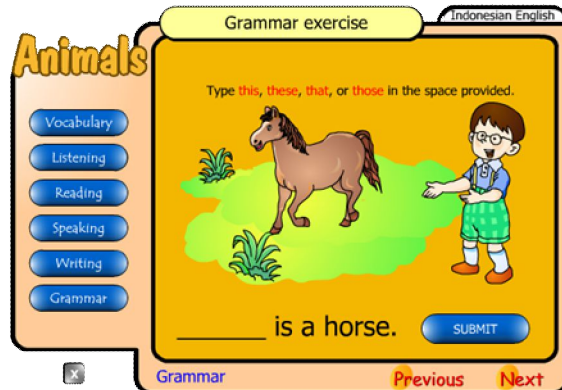 Grammar exercise
Indonesian English
Animals
Type this, these, that, or those in the space provided.
Vocabulary
Listening
Reading
Speaking
Writing
Grammar
_______ is a horse.
SUBMIT
x
Grammar
Previous
Next